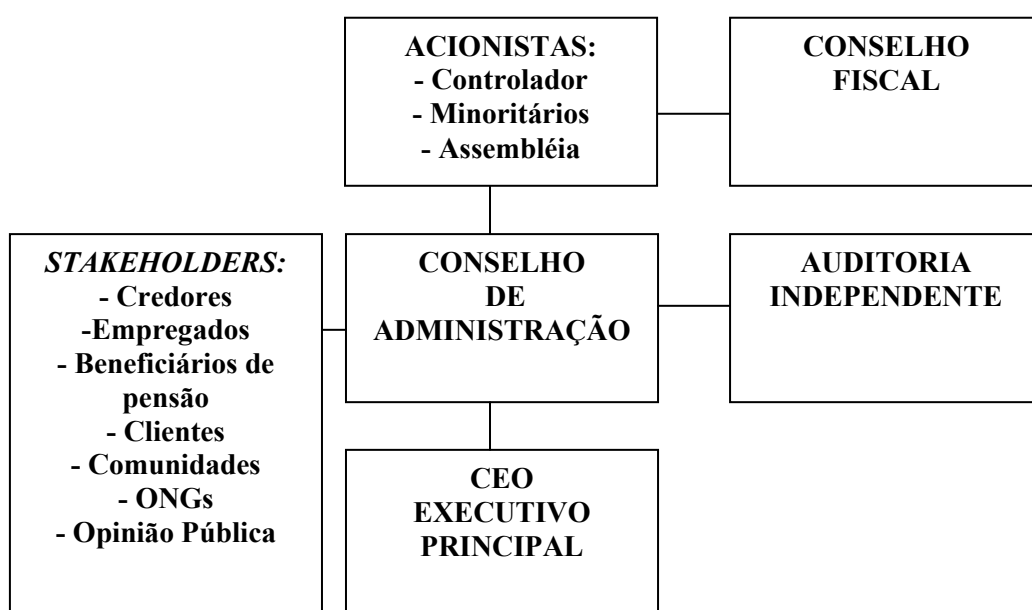 ACIONISTAS:
- Controlador
- Minoritários
- Assembléia
CONSELHO
FISCAL
STAKEHOLDERS:
- Credores
-Empregados
- Beneficiários de
pensão
- Clientes
- Comunidades
- ONGs
- Opinião Pública
CONSELHO
DE
ADMINISTRAÇÃO
AUDITORIA
INDEPENDENTE
CEO
EXECUTIVO
PRINCIPAL